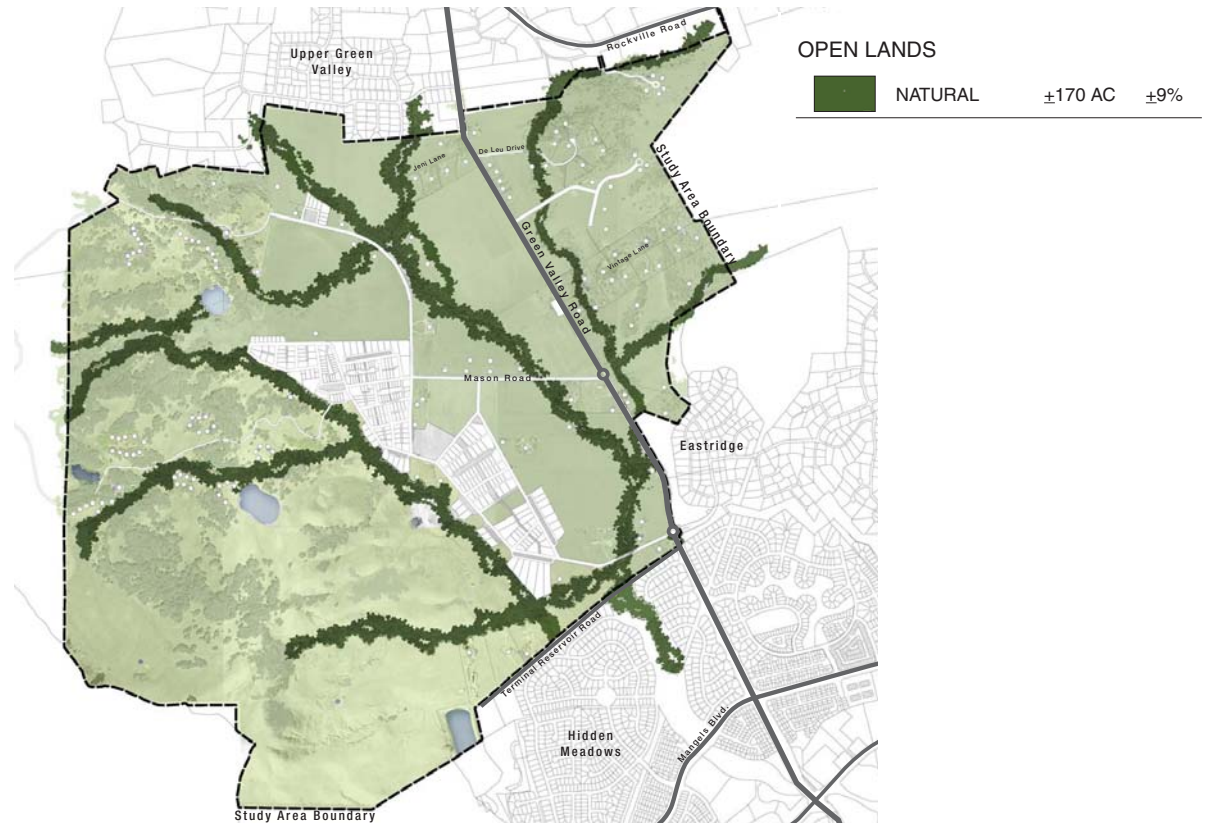 Rockville Road
Upper Green
Valley
OPEN LANDS
NATURAL ±170 AC ±9%
De Leu Drive
Jeni Lane
Study Area Boundary
Green Valley Road
Vintage Lane
Mason Road
Eastridge
Terminal Reservoir Road
Hidden
Meadows
Mangels Blvd.
Study Area Boundary